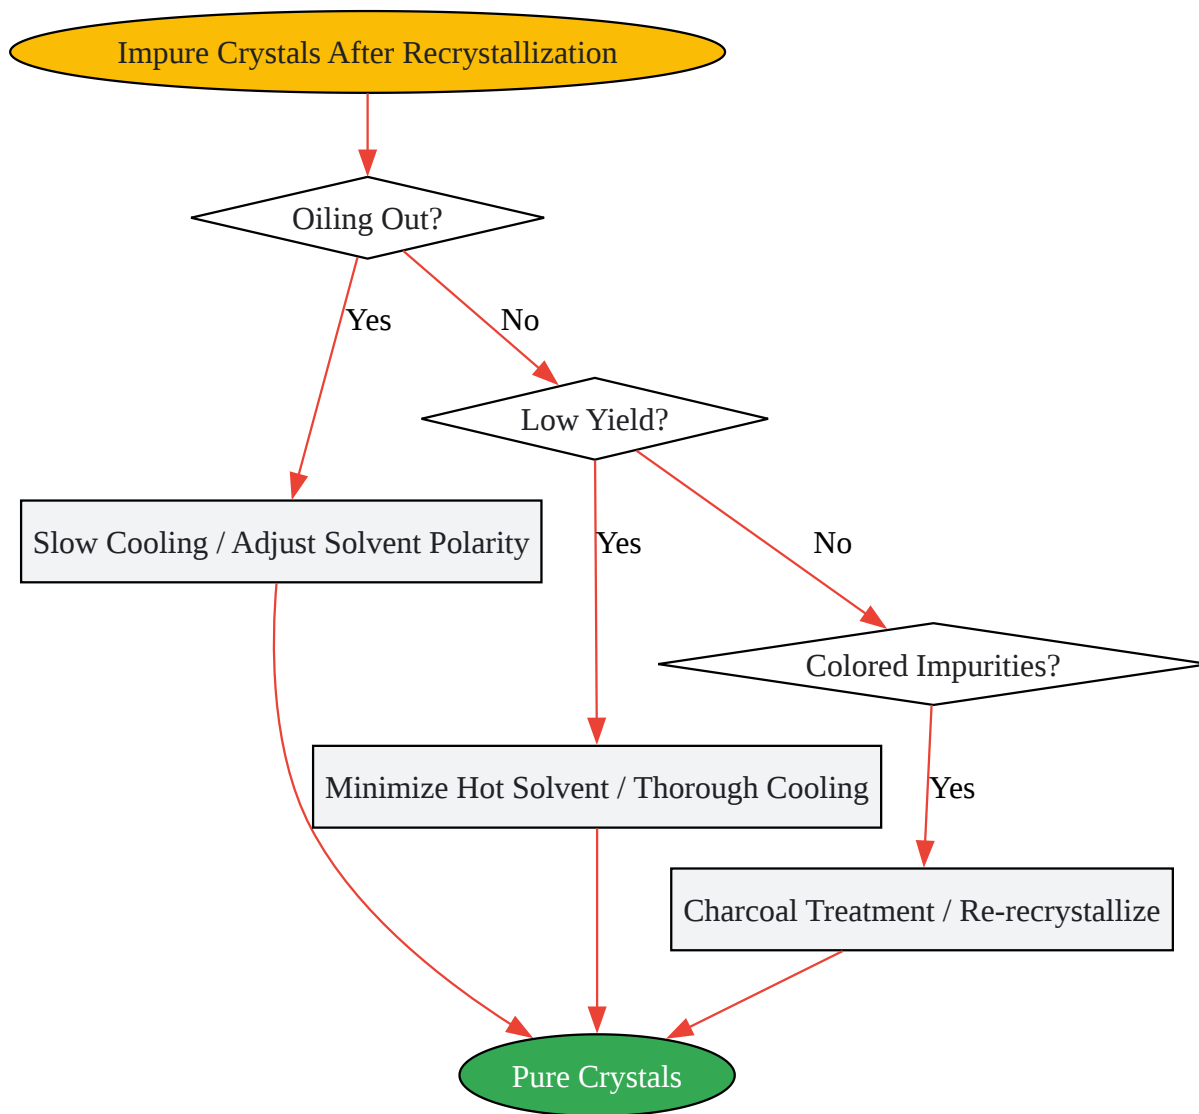 Impure Crystals After Recrystallization
Oiling Out?
Yes
No
Low Yield?
Slow Cooling / Adjust Solvent Polarity
Yes
No
Colored Impurities?
Minimize Hot Solvent / Thorough Cooling
Yes
Charcoal Treatment / Re-recrystallize
Pure Crystals